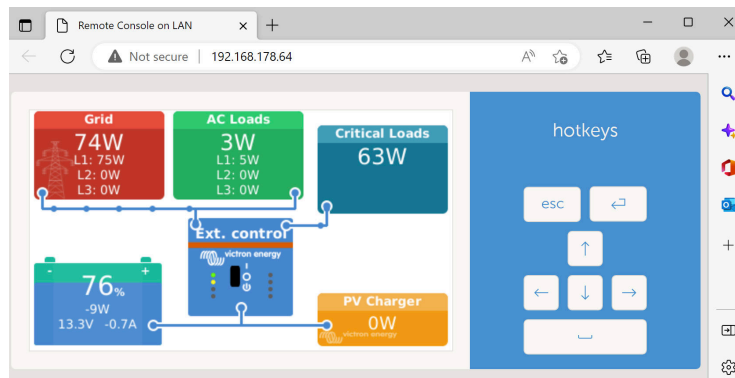 Remote Console on LAN
Not secure
192.168.178.64
Grid
74W
L1: 75W
L2: 0W
L3: 0W
AC Loads
3W
L1: 5W
L2: 0W
L3: 0W
Critical Loads
63W
Ext. control
victron energy
76%
-9W
13.3V -0.7A
PV Charger
0W
victron energy
hotkeys
esc